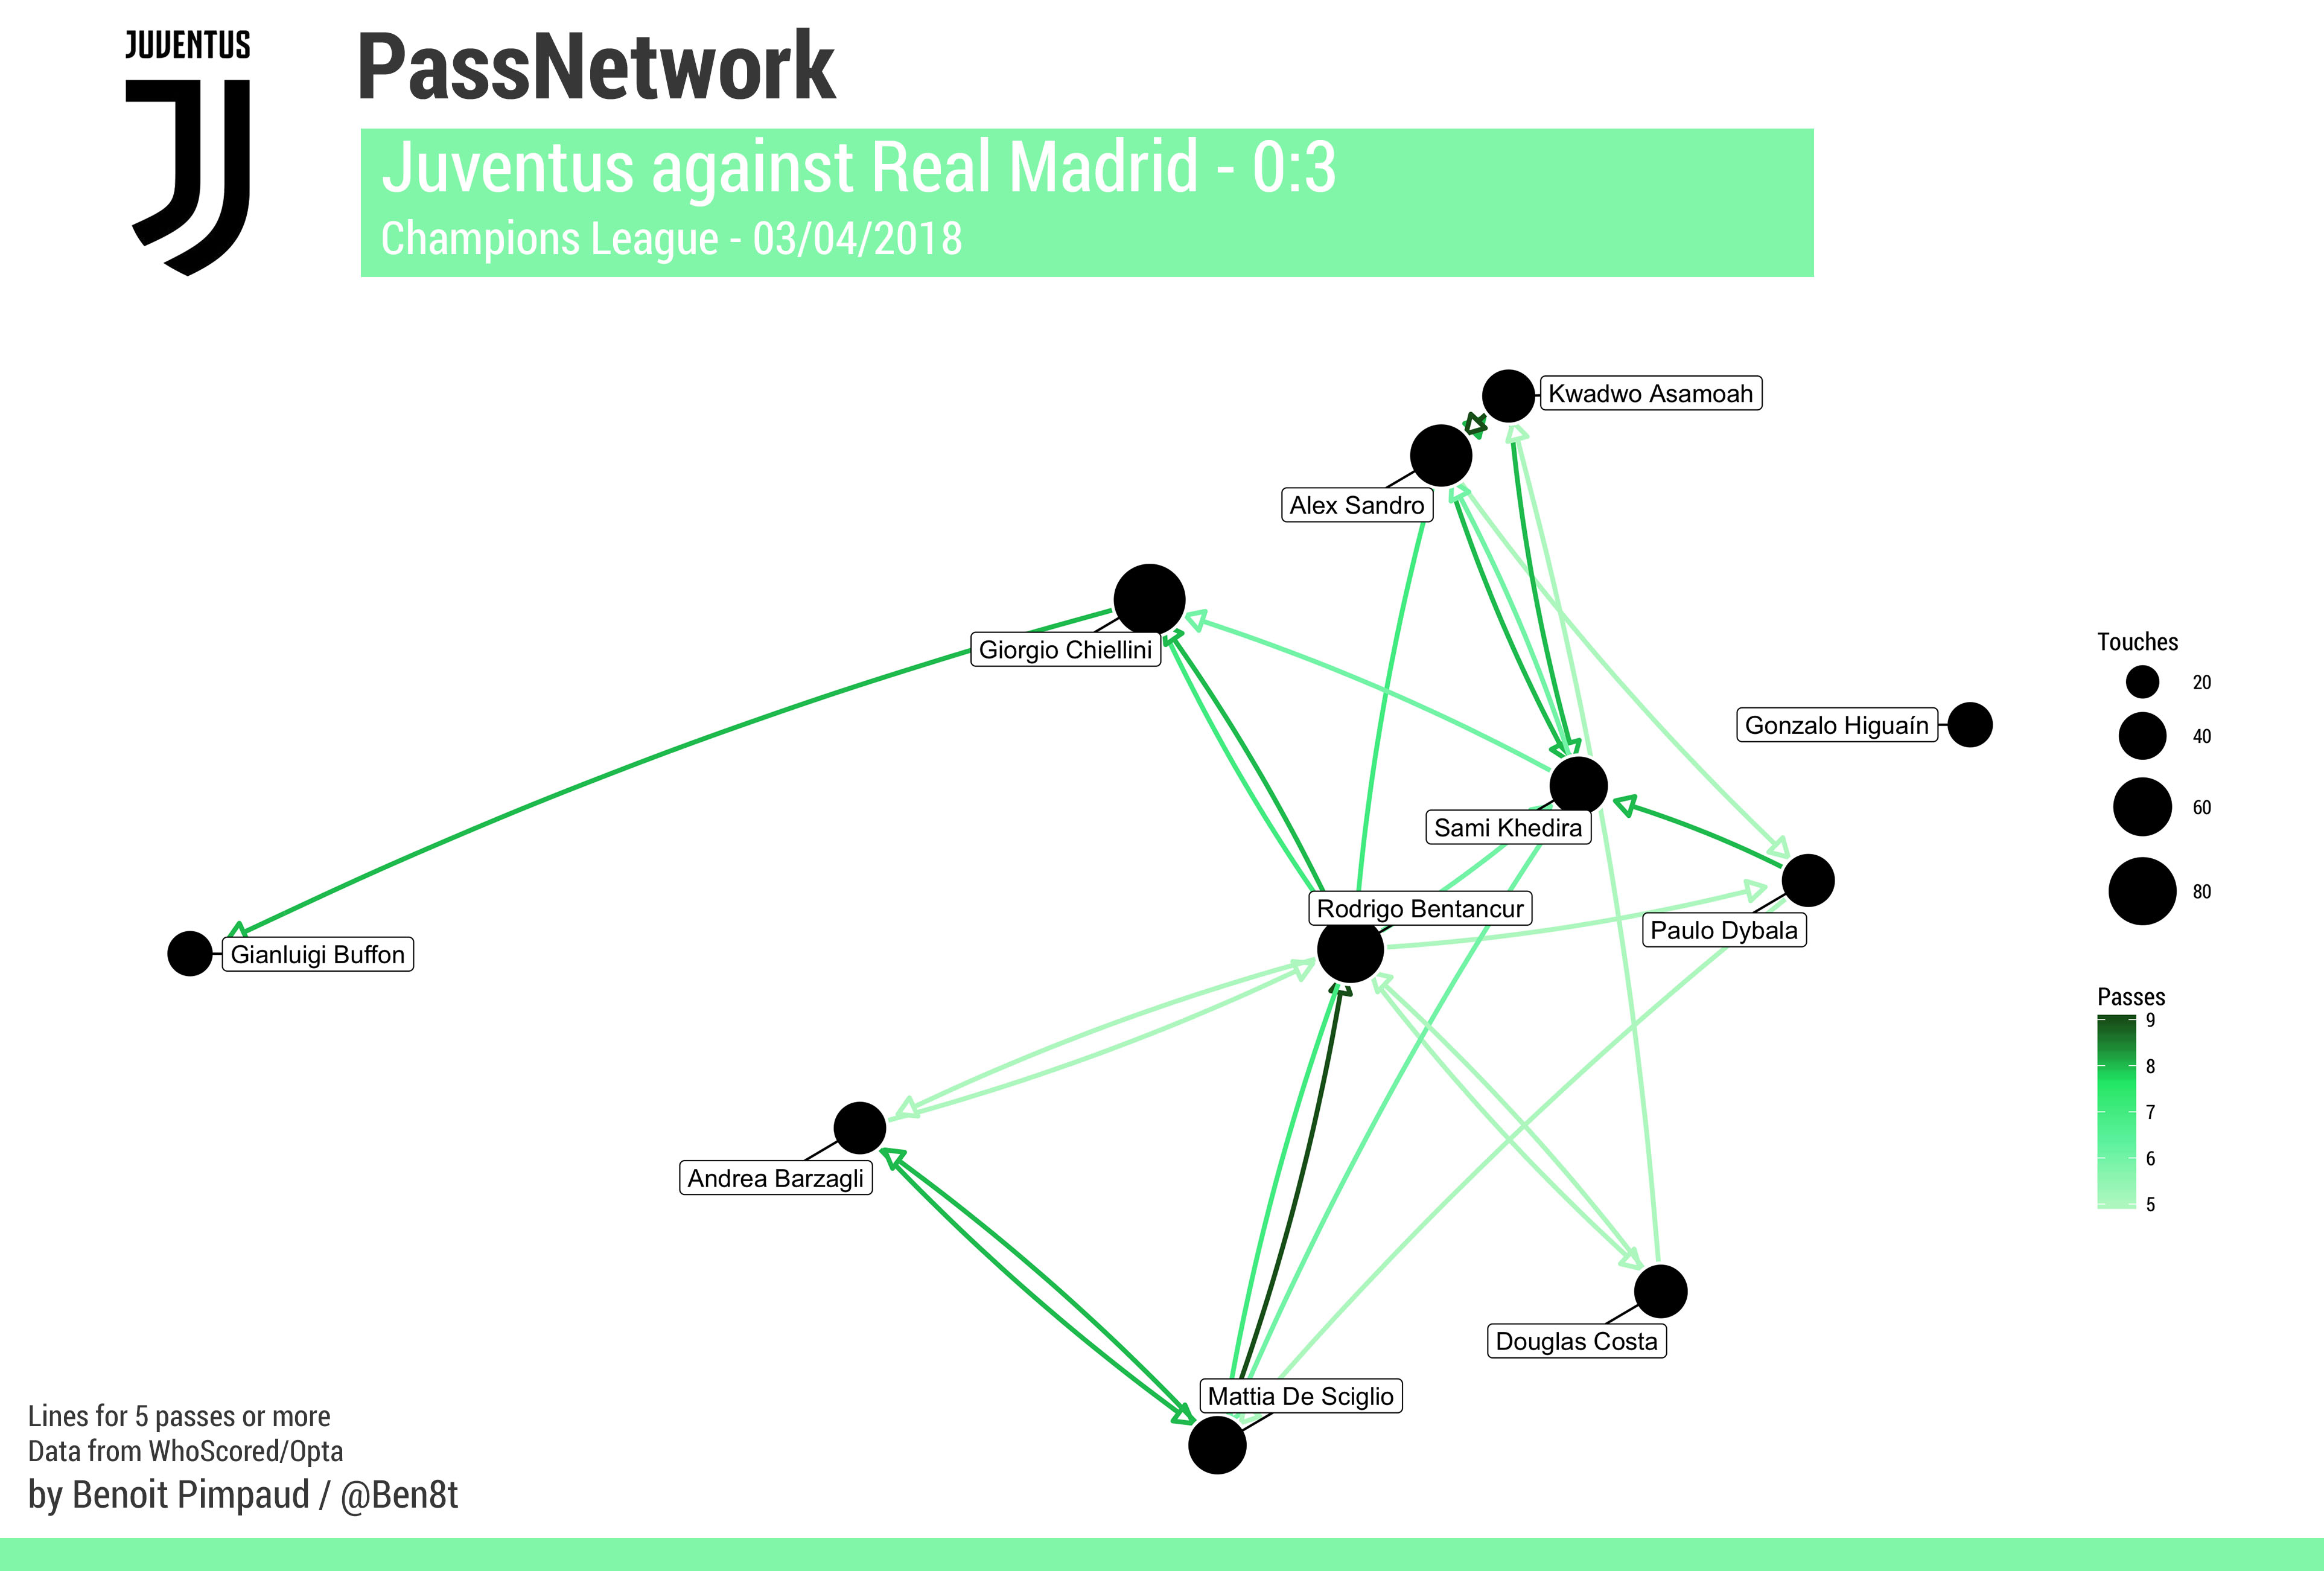 JUVENTUS
PassNetwork
Juventus against Real Madrid - 0:3
Champions League - 03/04/2018
Kwadwo Asamoah
Alex Sandro
Giorgio Chiellini
Gonzalo Higuaín
Sami Khedira
Rodrigo Bentancur
Paulo Dybala
Gianluigi Buffon
Andrea Barzagli
Douglas Costa
Mattia De Sciglio
Touches
20
40
60
80
Passes
9
8
7
6
5
Lines for 5 passes or more
Data from WhoScored/Opta
by Benoit Pimpaud / @Ben8t